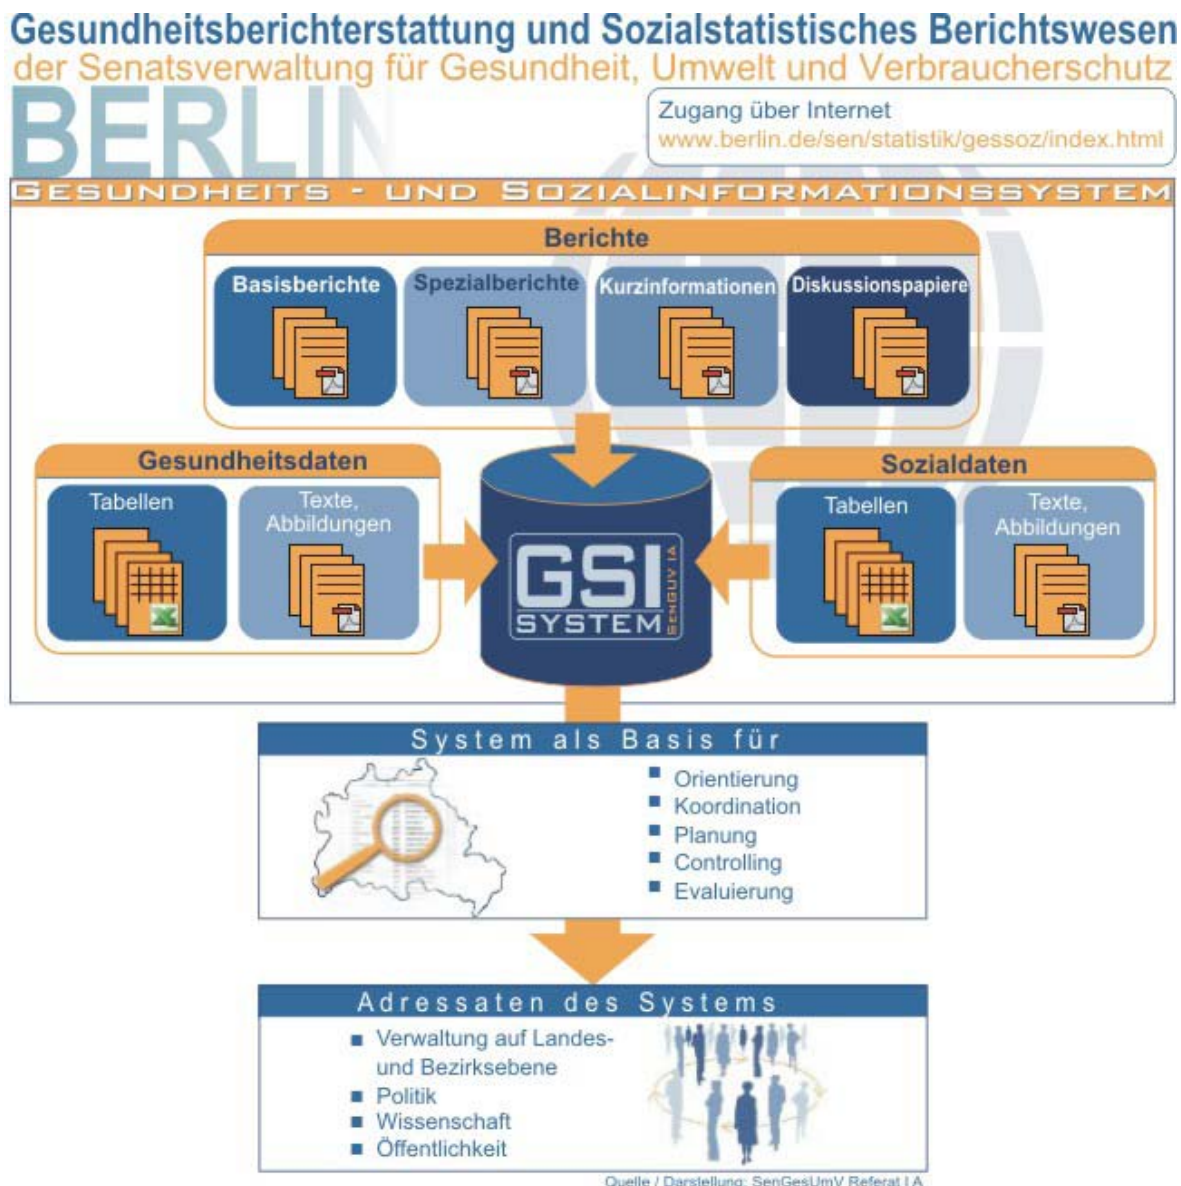 Gesundheitsberichterstattung und Sozialstatistisches Berichtswesen
der Senatsverwaltung für Gesundheit, Umwelt und Verbraucherschutz
BERLIN
Zugang über Internet
www.berlin.de/sen/statistik/gessoz/index.html
GESUNDHEITS - UND SOZIALINFORMATIONSSYSTEM
Berichte
Basisberichte
Spezialberichte
Kurzinformationen
Diskussionspapiere
Gesundheitsdaten
Tabellen
Texte,
Abbildungen
GSI
SYSTEM
SENGUV IA
Sozialdaten
Tabellen
Texte,
Abbildungen
System als Basis für
Orientierung
Koordination
Planung
Controlling
Evaluierung
Adressaten des Systems
Verwaltung auf Landes-
und Bezirksebene
Politik
Wissenschaft
Öffentlichkeit
Quelle / Darstellung: SenGesUmV Referat I A